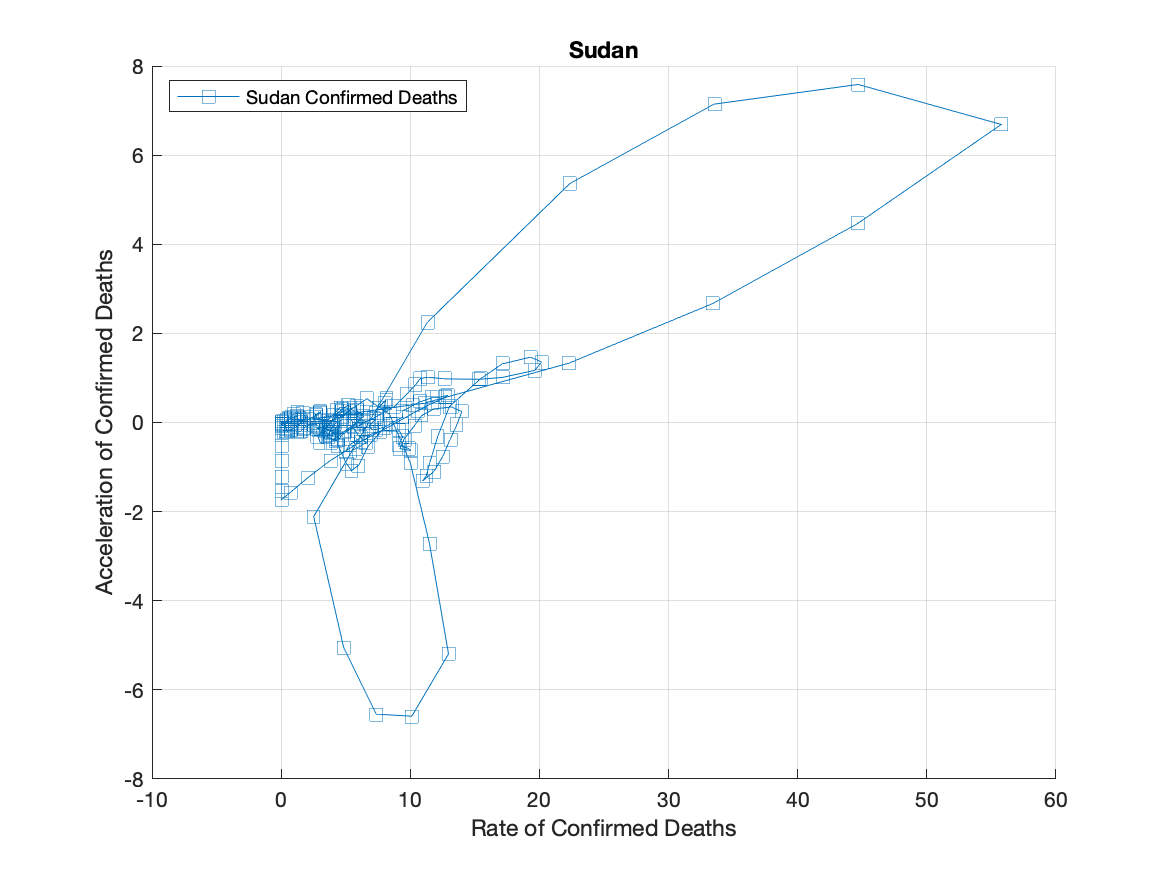 Sudan
Sudan Confirmed Deaths
8
6
4
2
0
-2
-4
-6
-8
-10 0 10 20 30 40 50 60
Acceleration of Confirmed Deaths
Rate of Confirmed Deaths